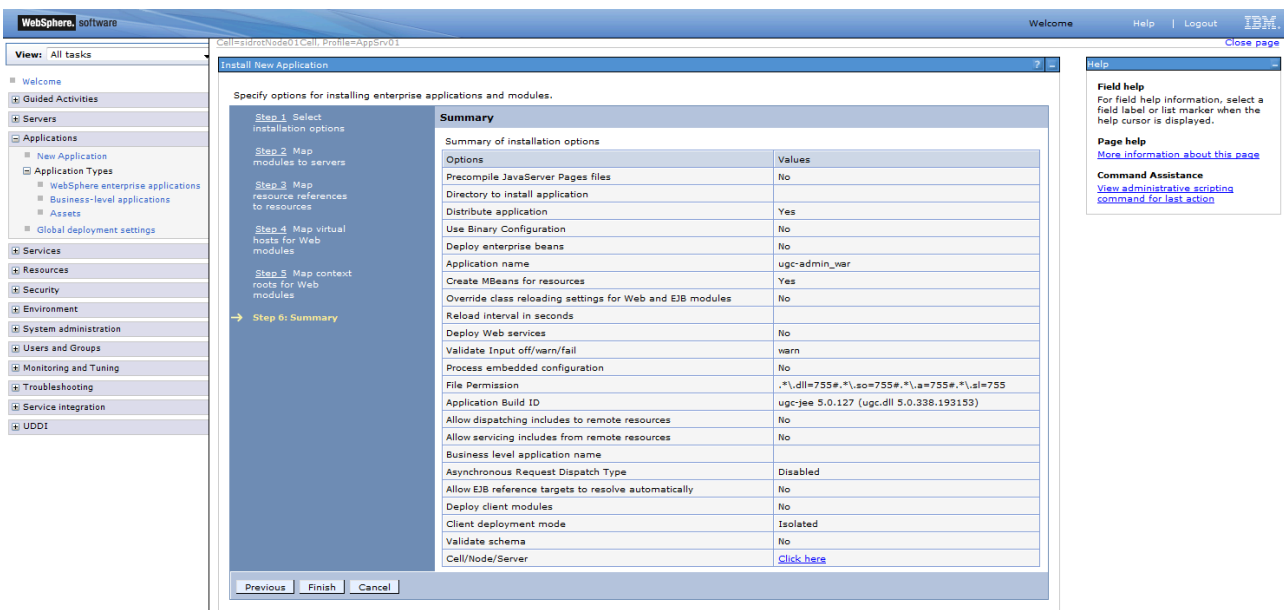 WebSphere. software
Welcome
Help | Logout
IBM.
View: All tasks
Cell=sidrotNode01Cell, Profile=AppSrv01
Close page
Welcome
Guided Activities
Servers
Applications
New Application
Application Types
WebSphere enterprise applications
Business-level applications
Assets
Global deployment settings
Services
Resources
Security
Environment
System administration
Users and Groups
Monitoring and Tuning
Troubleshooting
Service integration
UDDI
Install New Application
? -
Specify options for installing enterprise applications and modules.
Step 1 Select
installation options
Step 2 Map
modules to servers
Step 3 Map
resource references
to resources
Step 4 Map virtual
hosts for Web
modules
Step 5 Map context
roots for Web
modules
Step 6: Summary
Summary
Summary of installation options
Options Values
Precompile JavaServer Pages files No
Directory to install application
Distribute application Yes
Use Binary Configuration No
Deploy enterprise beans No
Application name ugc-admin_war
Create MBeans for resources Yes
Override class reloading settings for Web and EJB modules No
Reload interval in seconds
Deploy Web services No
Validate Input off/warn/fail warn
Process embedded configuration No
File Permission .*\.dll=755#.*\.so=755#.*\.a=755#.*\.sl=755
Application Build ID ugc-jee 5.0.127 (ugc.dll 5.0.338.193153)
Allow dispatching includes to remote resources No
Allow servicing includes from remote resources No
Business level application name
Asynchronous Request Dispatch Type Disabled
Allow EJB reference targets to resolve automatically No
Deploy client modules No
Client deployment mode Isolated
Validate schema No
Cell/Node/Server Click here
Previous Finish Cancel
Help
Field help
For field help information, select a
field label or list marker when the
help cursor is displayed.
Page help
More information about this page
Command Assistance
View administrative scripting
command for last action